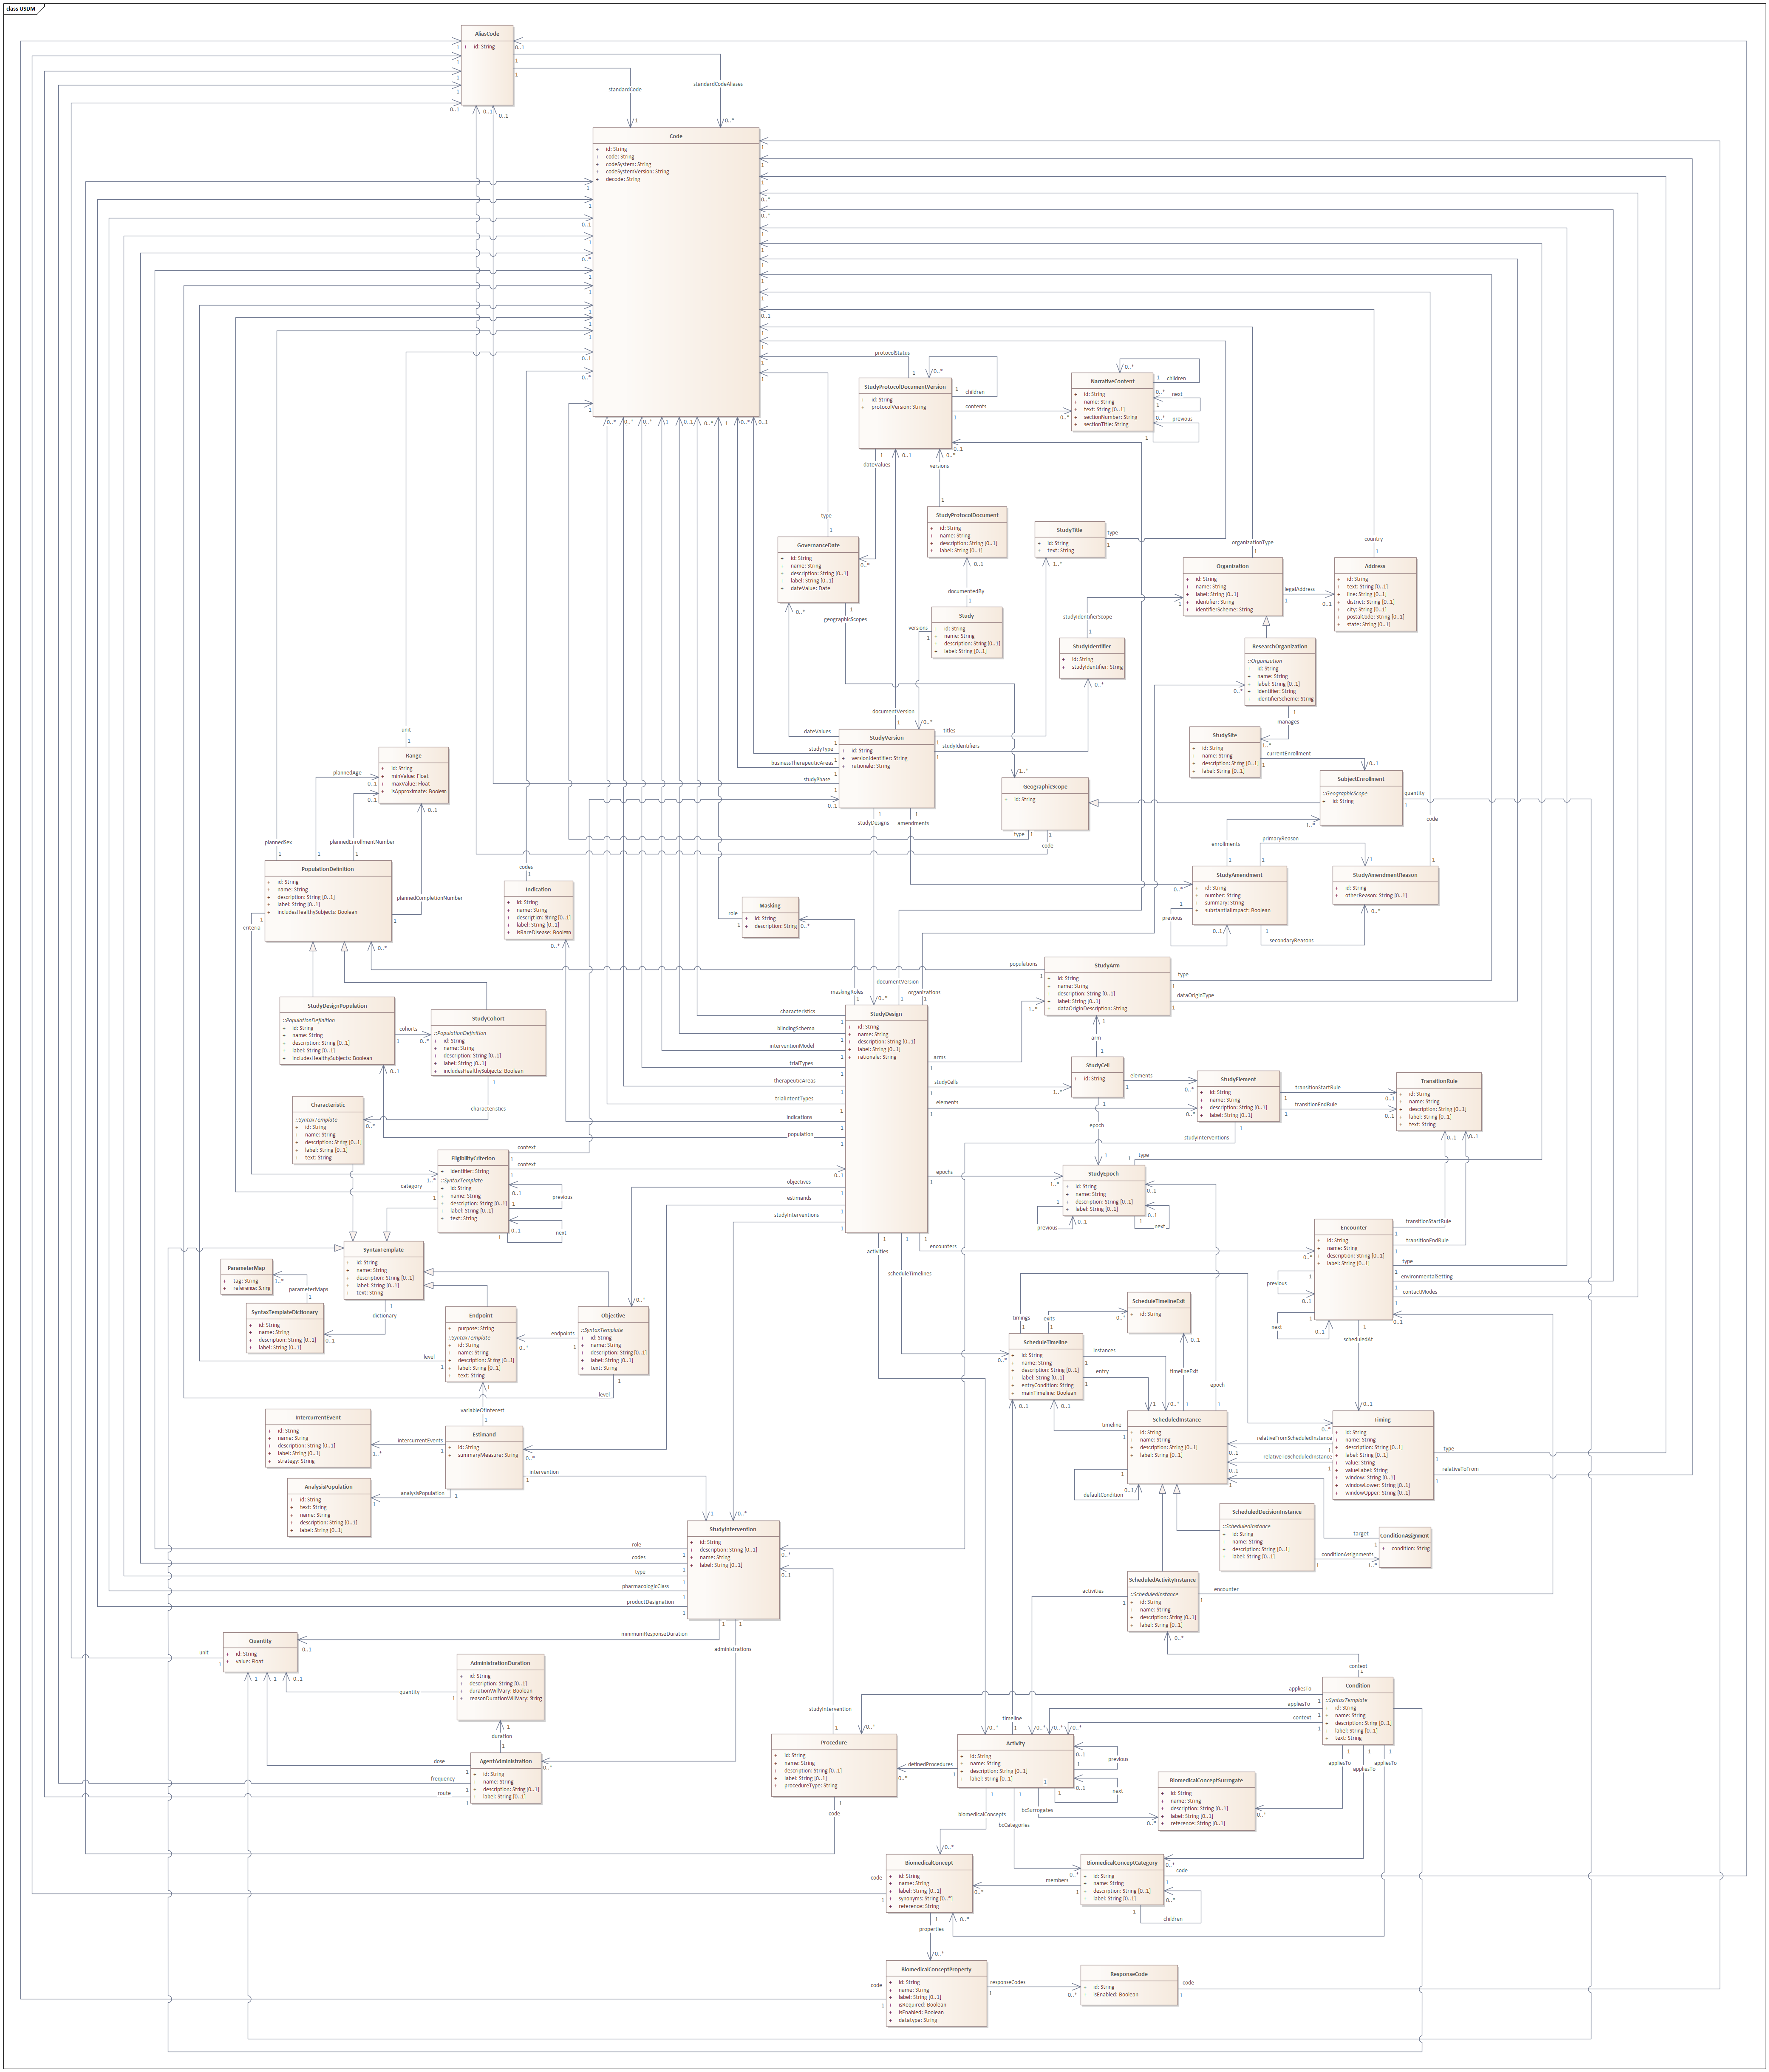 class USDM
AliasCode
+ id: String
standardCode
standardCodeAliases
Code
+ id: String
+ code: String
+ codeSystem: String
+ codeSystemVersion: String
+ decode: String
protocolStatus
StudyProtocolDocumentVersion
+ id: String
+ protocolVersion: String
children
contents
NarrativeContent
+ id: String
+ name: String
+ text: String [0..1]
+ sectionNumber: String
+ sectionTitle: String
children
next
previous
dateValues
versions
type
StudyProtocolDocument
+ id: String
+ name: String
+ description: String [0..1]
+ label: String [0..1]
StudyTitle
+ id: String
+ text: String
type
GovernanceDate
+ id: String
+ name: String
+ description: String [0..1]
+ label: String [0..1]
+ dateValue: Date
organizationType
country
Organization
+ id: String
+ name: String
+ label: String [0..1]
+ identifier: String
+ identifierScheme: String
legalAddress
Address
+ id: String
+ text: String [0..1]
+ line: String [0..1]
+ district: String [0..1]
+ city: String [0..1]
+ postalCode: String [0..1]
+ state: String [0..1]
documentedBy
geographicScopes
Study
+ id: String
+ name: String
+ description: String [0..1]
+ label: String [0..1]
versions
studyIdentifierScope
StudyIdentifier
+ id: String
+ studyIdentifier: String
ResearchOrganization
::Organization
+ id: String
+ name: String
+ label: String [0..1]
+ identifier: String
+ identifierScheme: String
manages
documentVersion
unit
StudyVersion
+ id: String
+ versionIdentifier: String
+ rationale: String
dateValues
studyType
businessTherapeuticAreas
studyPhase
titles
studyIdentifiers
StudySite
+ id: String
+ name: String
+ description: String [0..1]
+ label: String [0..1]
currentEnrollment
Range
+ id: String
+ minValue: Float
+ maxValue: Float
+ isApproximate: Boolean
plannedAge
GeographicScope
+ id: String
SubjectEnrollment
::GeographicScope
+ id: String
quantity
code
studyDesigns
amendments
type
code
enrollments
primaryReason
plannedSex
plannedEnrollmentNumber
PopulationDefinition
+ id: String
+ name: String
+ description: String [0..1]
+ label: String [0..1]
+ includesHealthySubjects: Boolean
plannedCompletionNumber
criteria
codes
Indication
+ id: String
+ name: String
+ description: String [0..1]
+ label: String [0..1]
+ isRareDisease: Boolean
role
Masking
+ id: String
+ description: String
StudyAmendment
+ id: String
+ number: String
+ summary: String
+ substantialImpact: Boolean
previous
secondaryReasons
StudyAmendmentReason
+ id: String
+ otherReason: String [0..1]
populations
StudyArm
+ id: String
+ name: String
+ description: String [0..1]
+ label: String [0..1]
+ dataOriginDescription: String
type
dataOriginType
maskingRoles
documentVersion
organizations
StudyDesignPopulation
::PopulationDefinition
+ id: String
+ name: String
+ description: String [0..1]
+ label: String [0..1]
+ includesHealthySubjects: Boolean
cohorts
StudyCohort
::PopulationDefinition
+ id: String
+ name: String
+ description: String [0..1]
+ label: String [0..1]
+ includesHealthySubjects: Boolean
characteristics
StudyDesign
+ id: String
+ name: String
+ description: String [0..1]
+ label: String [0..1]
+ rationale: String
characteristics
blindingSchema
interventionModel
trialTypes
therapeuticAreas
trialIntentTypes
indications
population
objectives
estimands
studyInterventions
arms
studyCells
elements
epochs
encounters
arm
StudyCell
+ id: String
elements
epoch
StudyElement
+ id: String
+ name: String
+ description: String [0..1]
+ label: String [0..1]
transitionStartRule
transitionEndRule
studyInterventions
TransitionRule
+ id: String
+ name: String
+ description: String [0..1]
+ label: String [0..1]
+ text: String
Characteristic
::SyntaxTemplate
+ id: String
+ name: String
+ description: String [0..1]
+ label: String [0..1]
+ text: String
EligibilityCriterion
+ identifier: String
::SyntaxTemplate
+ id: String
+ name: String
+ description: String [0..1]
+ label: String [0..1]
+ text: String
context
context
category
previous
next
StudyEpoch
+ id: String
+ name: String
+ description: String [0..1]
+ label: String [0..1]
type
previous
next
Encounter
+ id: String
+ name: String
+ description: String [0..1]
+ label: String [0..1]
transitionStartRule
transitionEndRule
type
environmentalSetting
contactModes
previous
next
scheduledAt
SyntaxTemplate
+ id: String
+ name: String
+ description: String [0..1]
+ label: String [0..1]
+ text: String
dictionary
ParameterMap
+ tag: String
+ reference: String
parameterMaps
SyntaxTemplateDictionary
+ id: String
+ name: String
+ description: String [0..1]
+ label: String [0..1]
activities
scheduleTimelines
Endpoint
+ purpose: String
::SyntaxTemplate
+ id: String
+ name: String
+ description: String [0..1]
+ label: String [0..1]
+ text: String
endpoints
level
Objective
::SyntaxTemplate
+ id: String
+ name: String
+ description: String [0..1]
+ label: String [0..1]
+ text: String
level
timings
exits
ScheduleTimelineExit
+ id: String
ScheduleTimeline
+ id: String
+ name: String
+ description: String [0..1]
+ label: String [0..1]
+ entryCondition: String
+ mainTimeline: Boolean
instances
entry
timelineExit
epoch
timeline
variableOfInterest
IntercurrentEvent
+ id: String
+ name: String
+ description: String [0..1]
+ label: String [0..1]
+ strategy: String
intercurrentEvents
Estimand
+ id: String
+ summaryMeasure: String
intervention
analysisPopulation
AnalysisPopulation
+ id: String
+ text: String
+ name: String
+ description: String [0..1]
+ label: String [0..1]
ScheduledInstance
+ id: String
+ name: String
+ description: String [0..1]
+ label: String [0..1]
defaultCondition
relativeFromScheduledInstance
relativeToScheduledInstance
Timing
+ id: String
+ name: String
+ description: String [0..1]
+ label: String [0..1]
+ value: String
+ valueLabel: String
+ window: String [0..1]
+ windowLower: String [0..1]
+ windowUpper: String [0..1]
type
relativeToFrom
StudyIntervention
+ id: String
+ description: String [0..1]
+ name: String
+ label: String [0..1]
role
codes
type
pharmacologicClass
productDesignation
minimumResponseDuration
administrations
ScheduledDecisionInstance
::ScheduledInstance
+ id: String
+ name: String
+ description: String [0..1]
+ label: String [0..1]
target
conditionAssignments
ConditionAssignment
+ condition: String
ScheduledActivityInstance
::ScheduledInstance
+ id: String
+ name: String
+ description: String [0..1]
+ label: String [0..1]
activities
encounter
context
Quantity
+ id: String
+ value: Float
unit
quantity
AdministrationDuration
+ id: String
+ description: String [0..1]
+ durationWillVary: Boolean
+ reasonDurationWillVary: String
duration
AgentAdministration
+ id: String
+ name: String
+ description: String [0..1]
+ label: String [0..1]
dose
frequency
route
studyIntervention
Procedure
+ id: String
+ name: String
+ description: String [0..1]
+ label: String [0..1]
+ procedureType: String
code
definedProcedures
timeline
Activity
+ id: String
+ name: String
+ description: String [0..1]
+ label: String [0..1]
previous
next
biomedicalConcepts
bcCategories
bcSurrogates
Condition
::SyntaxTemplate
+ id: String
+ name: String
+ description: String [0..1]
+ label: String [0..1]
+ text: String
appliesTo
appliesTo
context
appliesTo
appliesTo
appliesTo
BiomedicalConceptSurrogate
+ id: String
+ name: String
+ description: String [0..1]
+ label: String [0..1]
+ reference: String [0..1]
BiomedicalConcept
+ id: String
+ name: String
+ label: String [0..1]
+ synonyms: String [0..*]
+ reference: String
code
members
properties
BiomedicalConceptCategory
+ id: String
+ name: String
+ description: String [0..1]
+ label: String [0..1]
code
children
BiomedicalConceptProperty
+ id: String
+ name: String
+ label: String [0..1]
+ isRequired: Boolean
+ isEnabled: Boolean
+ datatype: String
code
responseCodes
ResponseCode
+ id: String
+ isEnabled: Boolean
code